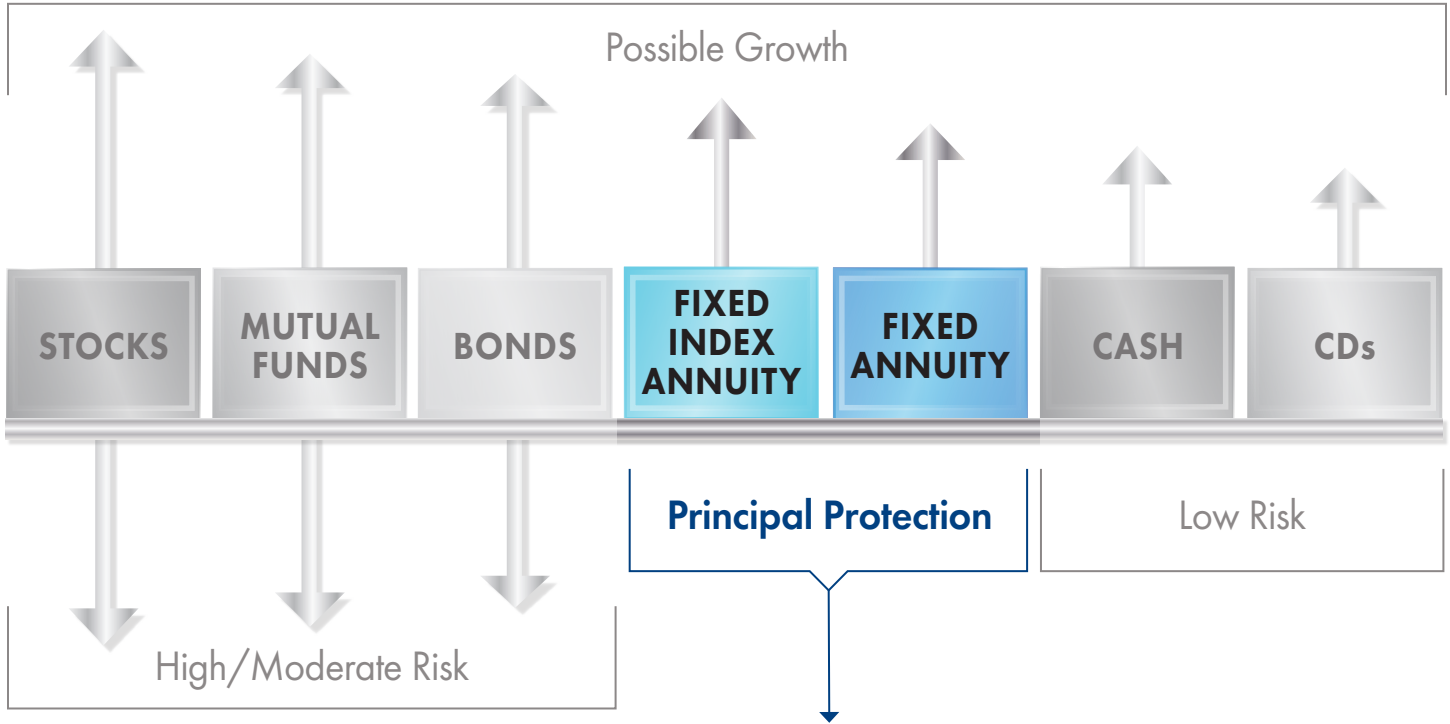 Possible Growth
STOCKS
MUTUAL
FUNDS
BONDS
FIXED
INDEX
ANNUITY
FIXED
ANNUITY
CASH
CDs
Principal Protection
Low Risk
High/Moderate Risk